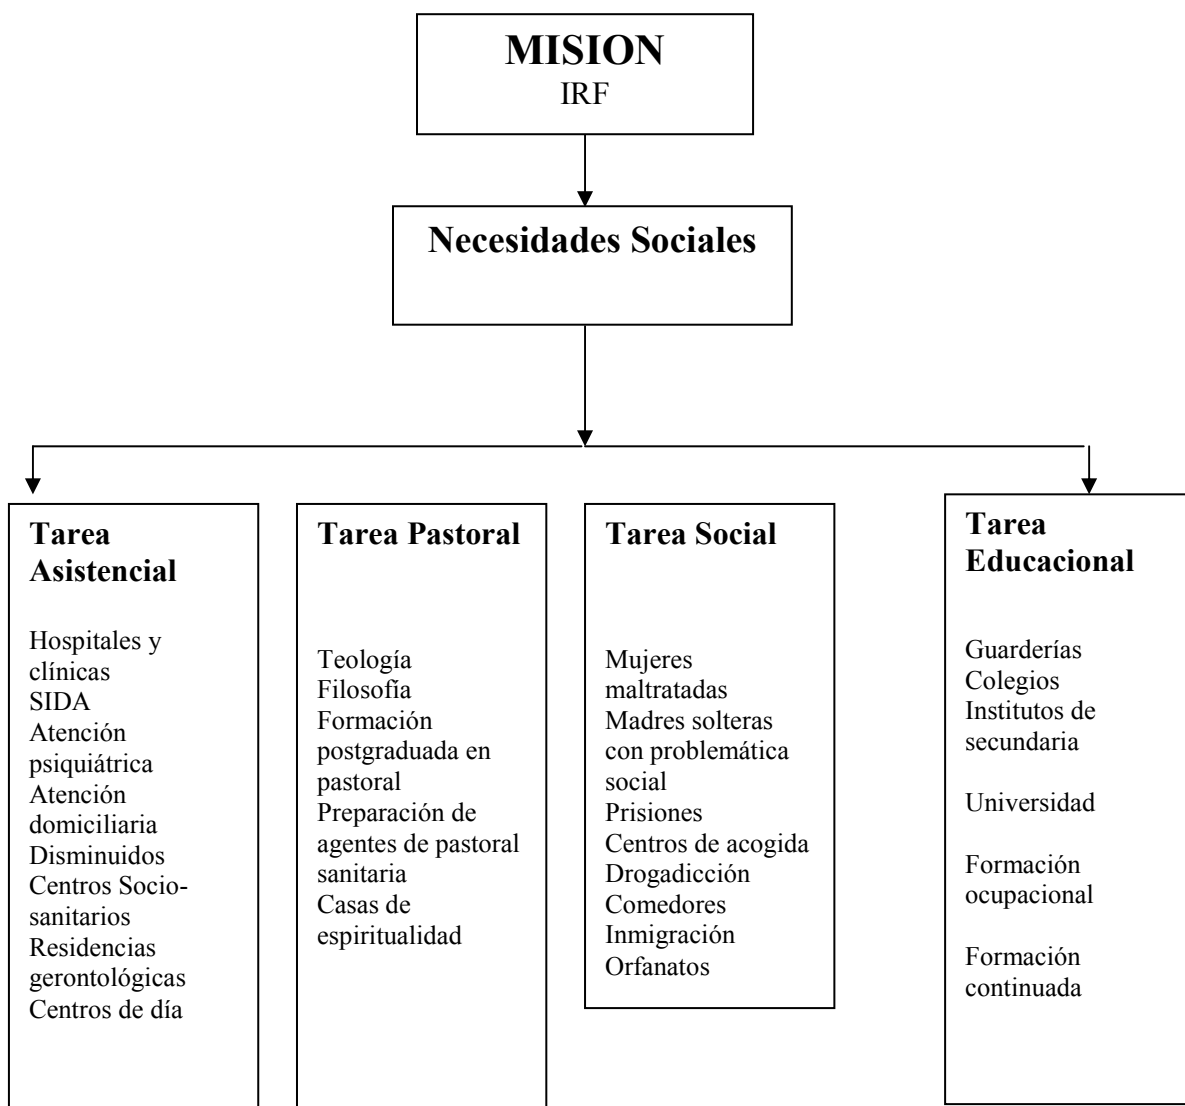 MISION
IRF
Necesidades Sociales
Tarea
Asistencial
Hospitales y
clínicas
SIDA
Atención
psiquiátrica
Atención
domiciliaria
Disminuidos
Centros Socio-
sanitarios
Residencias
gerontológicas
Centros de día
Tarea Pastoral
Teología
Filosofía
Formación
postgraduada en
pastoral
Preparación de
agentes de pastoral
sanitaria
Casas de
espiritualidad
Tarea Social
Mujeres
maltratadas
Madres solteras
con problemática
social
Prisiones
Centros de acogida
Drogadicción
Comedores
Inmigración
Orfanatos
Tarea
Educacional
Guarderías
Colegios
Institutos de
secundaria
Universidad
Formación
ocupacional
Formación
continuada